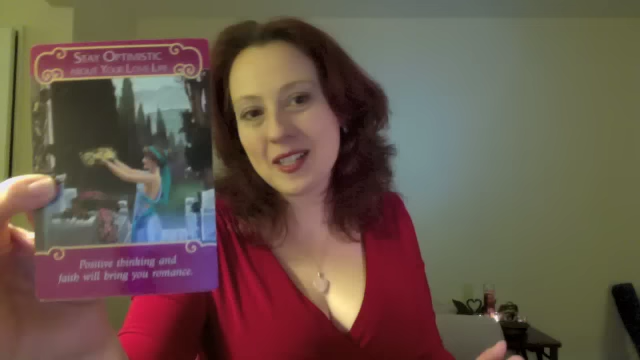 Stay Optimistic
about Your Love Life
Positive thinking and
faith will bring you romance.